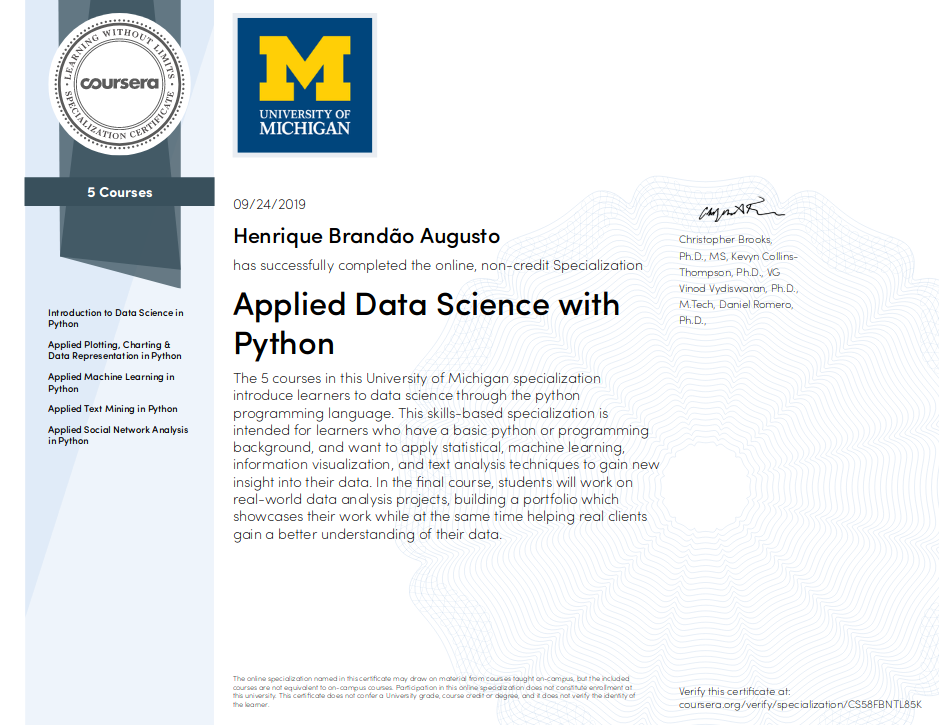 LEARNING WITHOUT LIMITS
coursera
SPECIALIZATION CERTIFICATE
UNIVERSITY OF
MICHIGAN
5 Courses
Introduction to Data Science in
Python
Applied Plotting, Charting &
Data Representation in Python
Applied Machine Learning in
Python
Applied Text Mining in Python
Applied Social Network Analysis
in Python
09/24/2019
Henrique Brandão Augusto
has successfully completed the online, non-credit Specialization
Applied Data Science with
Python
The 5 courses in this University of Michigan specialization
introduce learners to data science through the python
programming language. This skills-based specialization is
intended for learners who have a basic python or programming
background, and want to apply statistical, machine learning,
information visualization, and text analysis techniques to gain new
insight into their data. In the final course, students will work on
real-world data analysis projects, building a portfolio which
showcases their work while at the same time helping real clients
gain a better understanding of their data.
Christopher Brooks,
Ph.D., MS, Kevyn Collins-
Thompson, Ph.D., VG
Vinod Vydiswaran, Ph.D.,
M.Tech, Daniel Romero,
Ph.D.,
The online specialization named in this certificate may draw on material from courses taught on-campus, but the included
courses are not equivalent to on-campus courses. Participation in this online specialization does not constitute enrollment at
this university. This certificate does not confer a University grade, course credit or degree, and it does not verify the identity of
the learner.
Verify this certificate at:
coursera.org/verify/specialization/CS58FBNTL85K